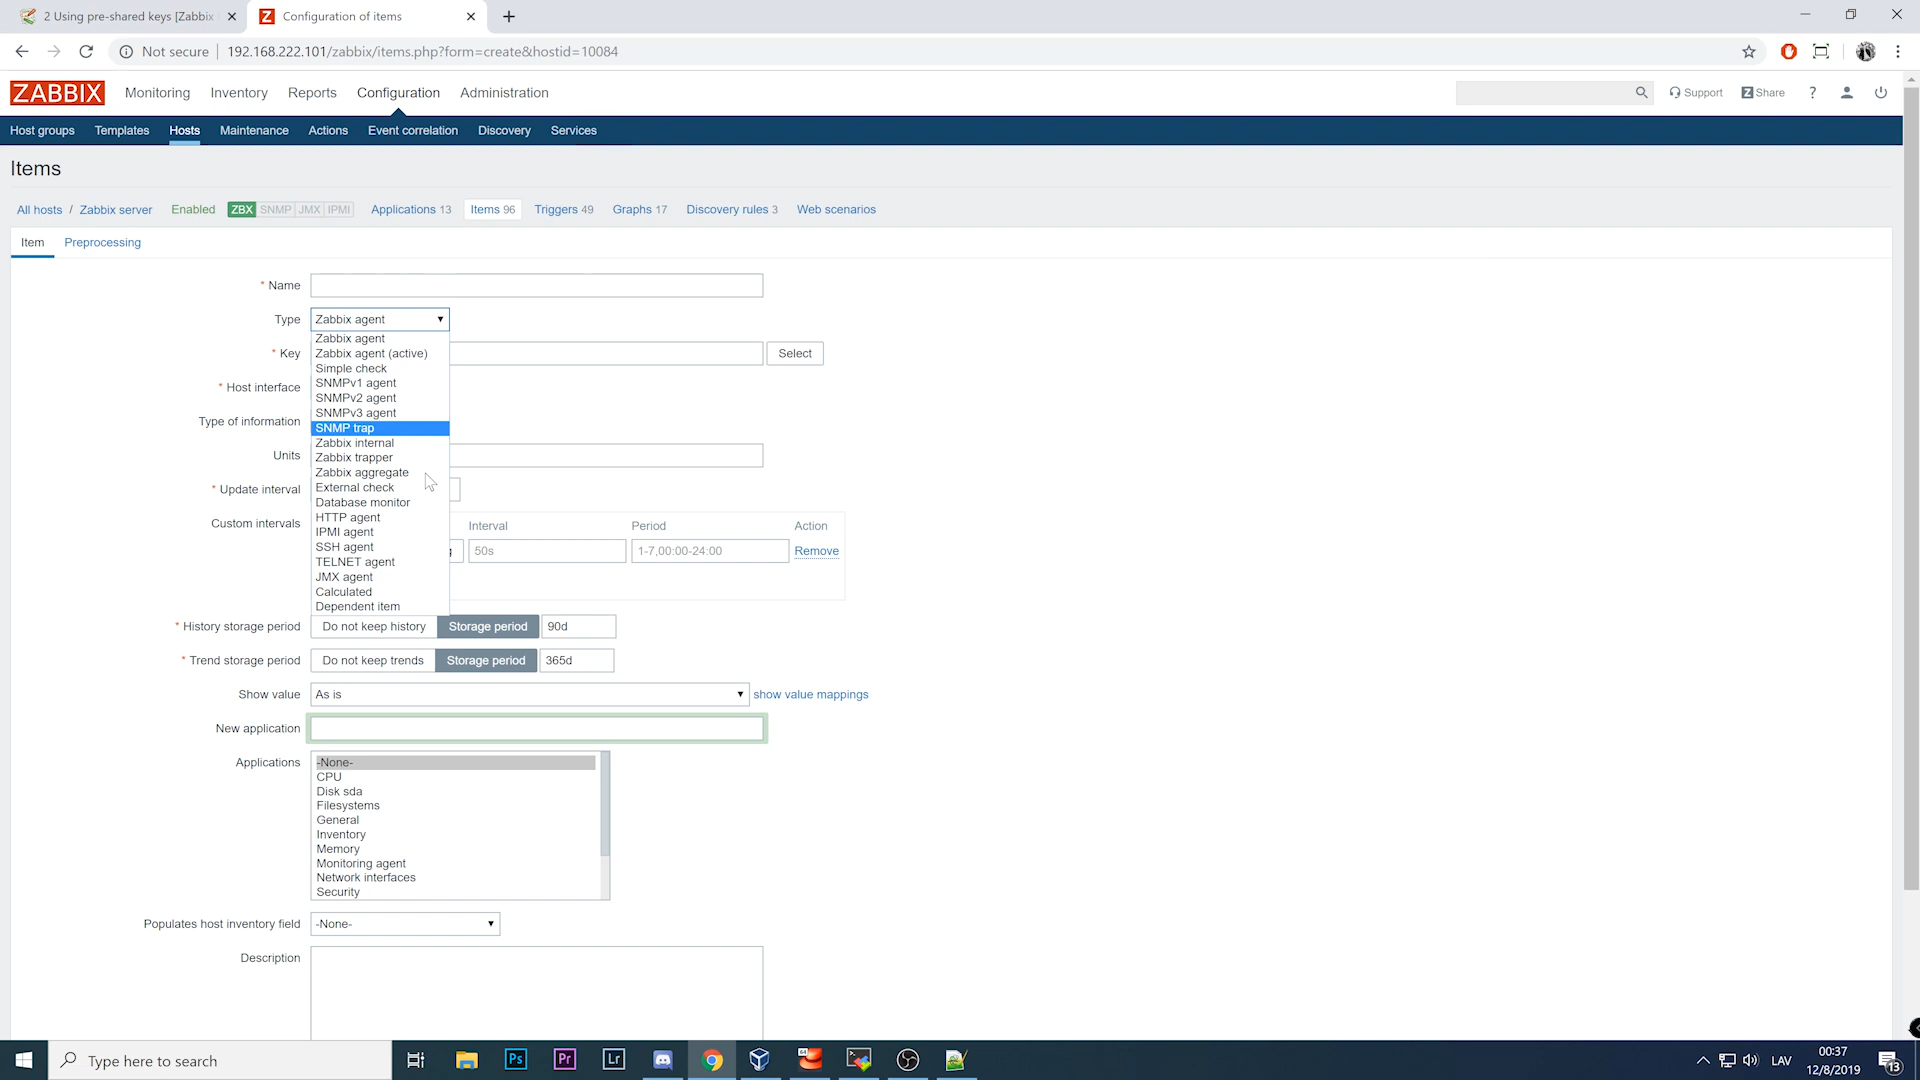 2 Using pre-shared keys [Zabbix
Configuration of items
Not secure
192.168.222.101/zabbix/items.php?form=create&hostid=10084
ZABBIX
Monitoring
Inventory
Reports
Configuration
Administration
Support
Z Share
?
Host groups
Templates
Hosts
Maintenance
Actions
Event correlation
Discovery
Services
Items
All hosts / Zabbix server
Enabled
ZBX SNMP JMX IPMI
Applications 13
Items 96
Triggers 49
Graphs 17
Discovery rules 3
Web scenarios
Item
Preprocessing
* Name
Type
Zabbix agent
Zabbix agent
Zabbix agent (active)
Simple check
SNMPv1 agent
SNMPv2 agent
SNMPv3 agent
SNMP trap
Zabbix internal
Zabbix trapper
Zabbix aggregate
External check
Database monitor
HTTP agent
IPMI agent
SSH agent
TELNET agent
JMX agent
Calculated
Dependent item
* Key
Select
* Host interface
Type of information
Units
* Update interval
Custom intervals
Interval
Period
Action
50s
1-7,00:00-24:00
Remove
* History storage period
Do not keep history
Storage period
90d
* Trend storage period
Do not keep trends
Storage period
365d
Show value
As is
show value mappings
New application
Applications
-None-
CPU
Disk sda
Filesystems
General
Inventory
Memory
Monitoring agent
Network interfaces
Security
Populates host inventory field
-None-
Description
Type here to search
Ps
Pr
Lr
LAV
00:37
12/8/2019
13